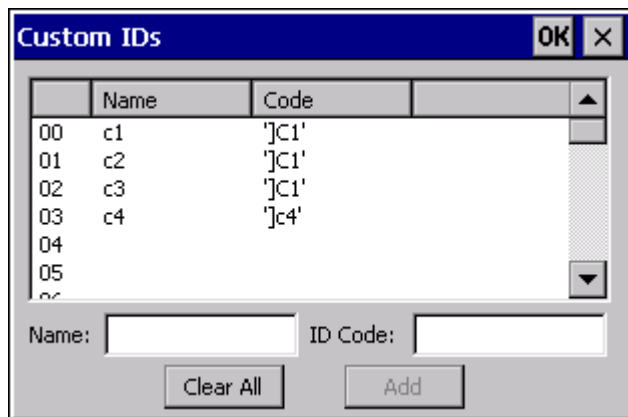 Custom IDs OK ×
Name Code
00 c1 ']C1'
01 c2 ']C1'
02 c3 ']C1'
03 c4 ']c4'
04
05
Name: ID Code:
Clear All Add